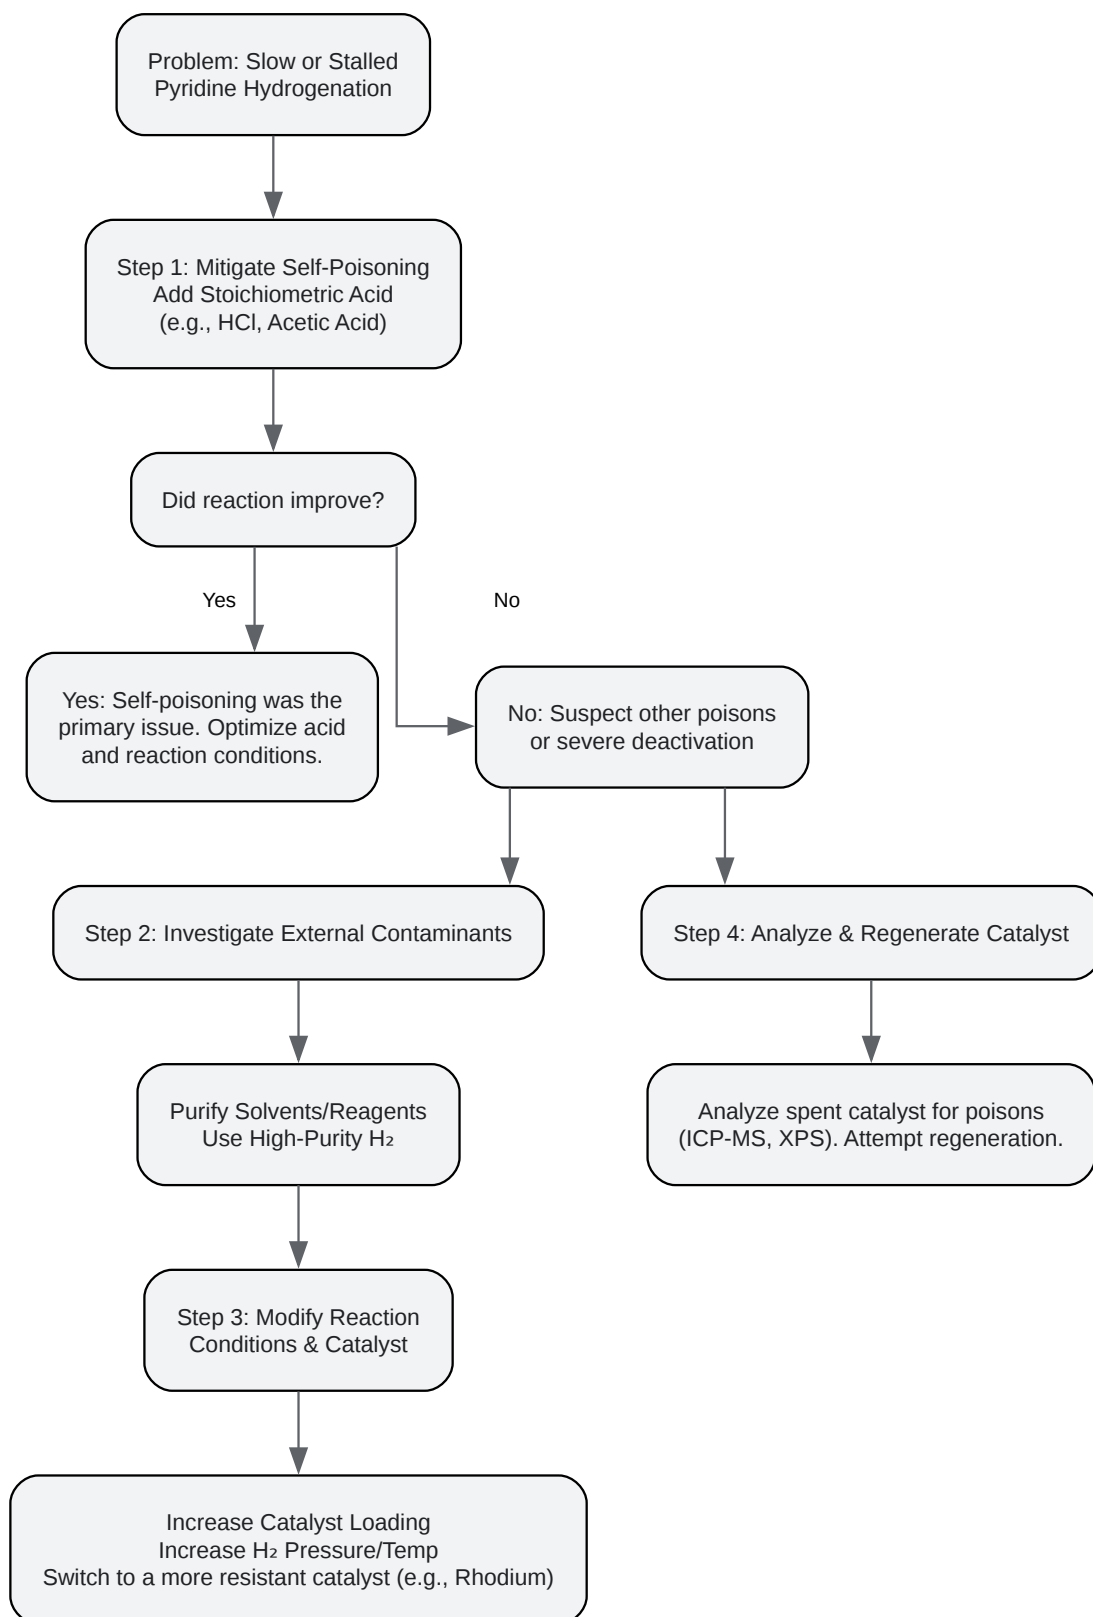 Problem: Slow or Stalled
Pyridine Hydrogenation
Step 1: Mitigate Self-Poisoning
Add Stoichiometric Acid
(e.g., HCl, Acetic Acid)
Did reaction improve?
Yes
No
Yes: Self-poisoning was the
primary issue. Optimize acid
and reaction conditions.
No: Suspect other poisons
or severe deactivation
Step 2: Investigate External Contaminants
Step 4: Analyze & Regenerate Catalyst
Purify Solvents/Reagents
Use High-Purity H₂
Analyze spent catalyst for poisons
(ICP-MS, XPS). Attempt regeneration.
Step 3: Modify Reaction
Conditions & Catalyst
Increase Catalyst Loading
Increase H₂ Pressure/Temp
Switch to a more resistant catalyst (e.g., Rhodium)